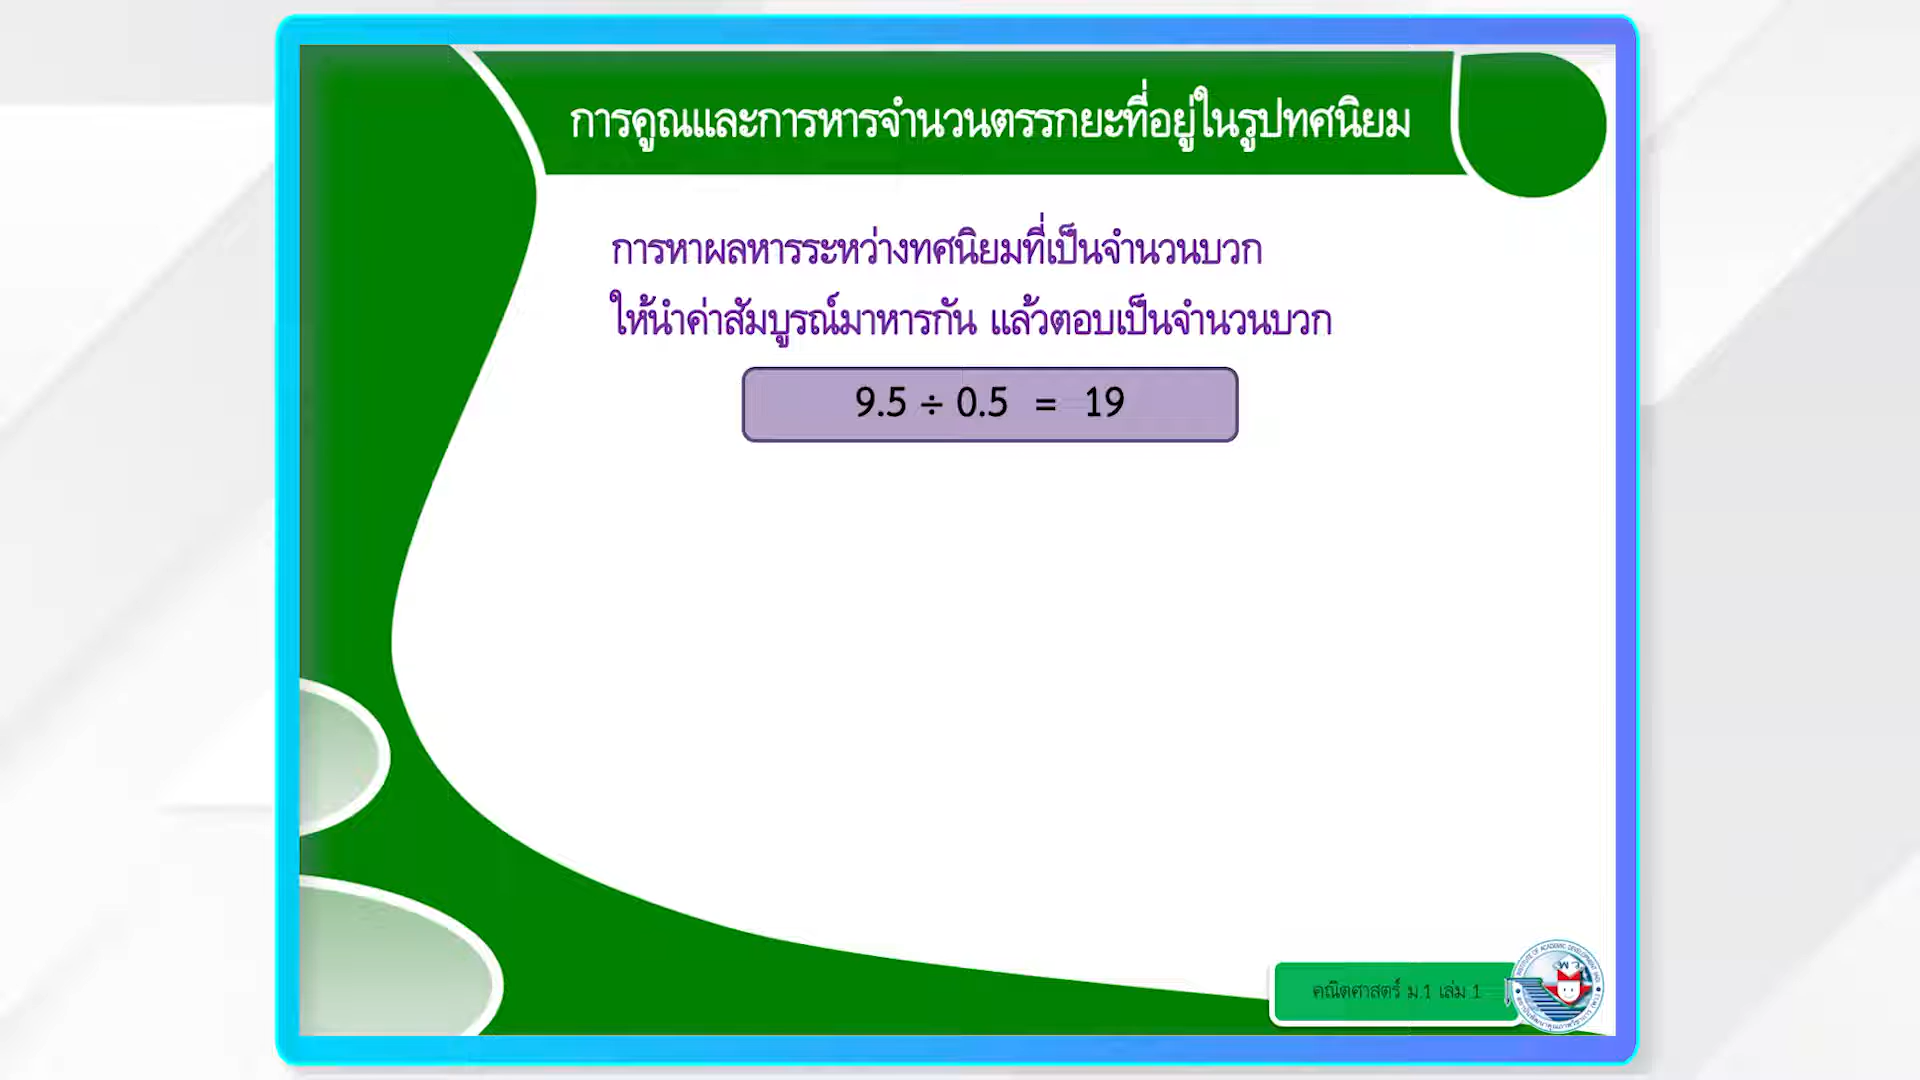 การคูณและการหารจำนวนตรรกยะที่อยู่ในรูปทศนิยม
การหาผลหารระหว่างทศนิยมที่เป็นจำนวนบวก
ให้นำค่าสัมบูรณ์มาหารกัน แล้วตอบเป็นจำนวนบวก
9.5 ÷ 0.5 = 19
คณิตศาสตร์ ม.1 เล่ม 1